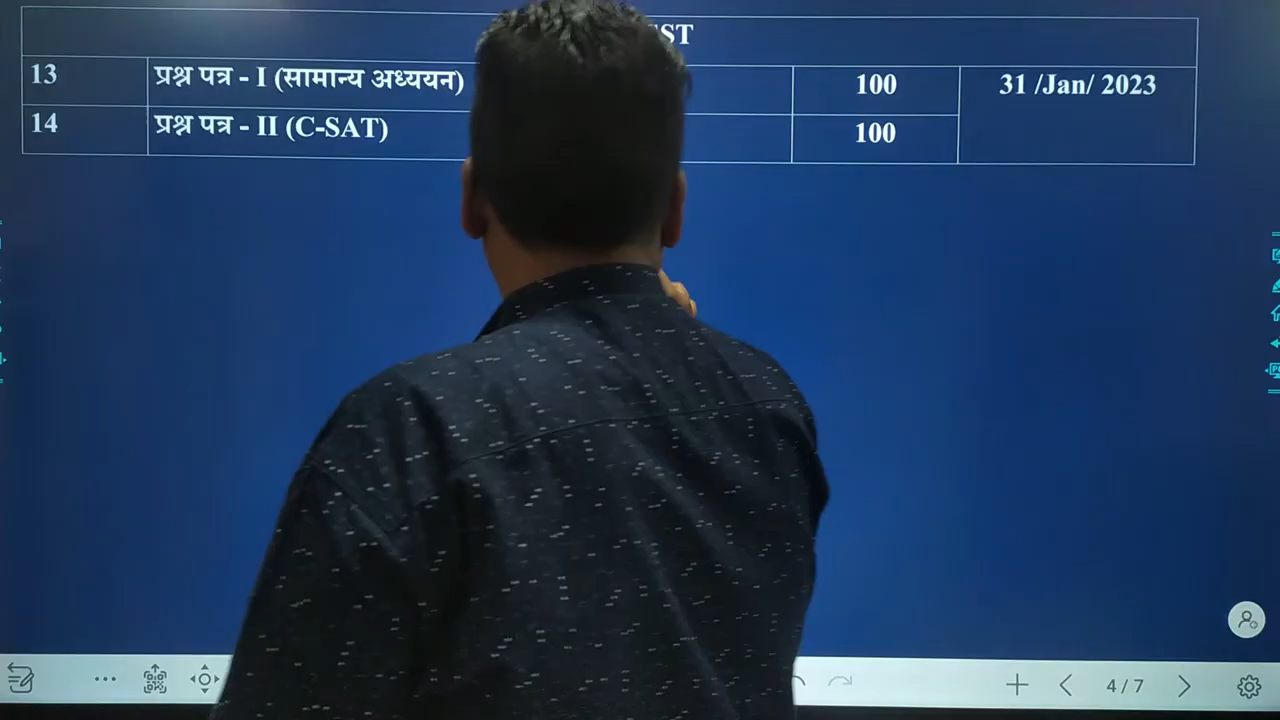 ST
13 प्रश्न पत्र - I (सामान्य अध्ययन) 100 31 /Jan/ 2023
14 प्रश्न पत्र - II (C-SAT) 100
4 / 7